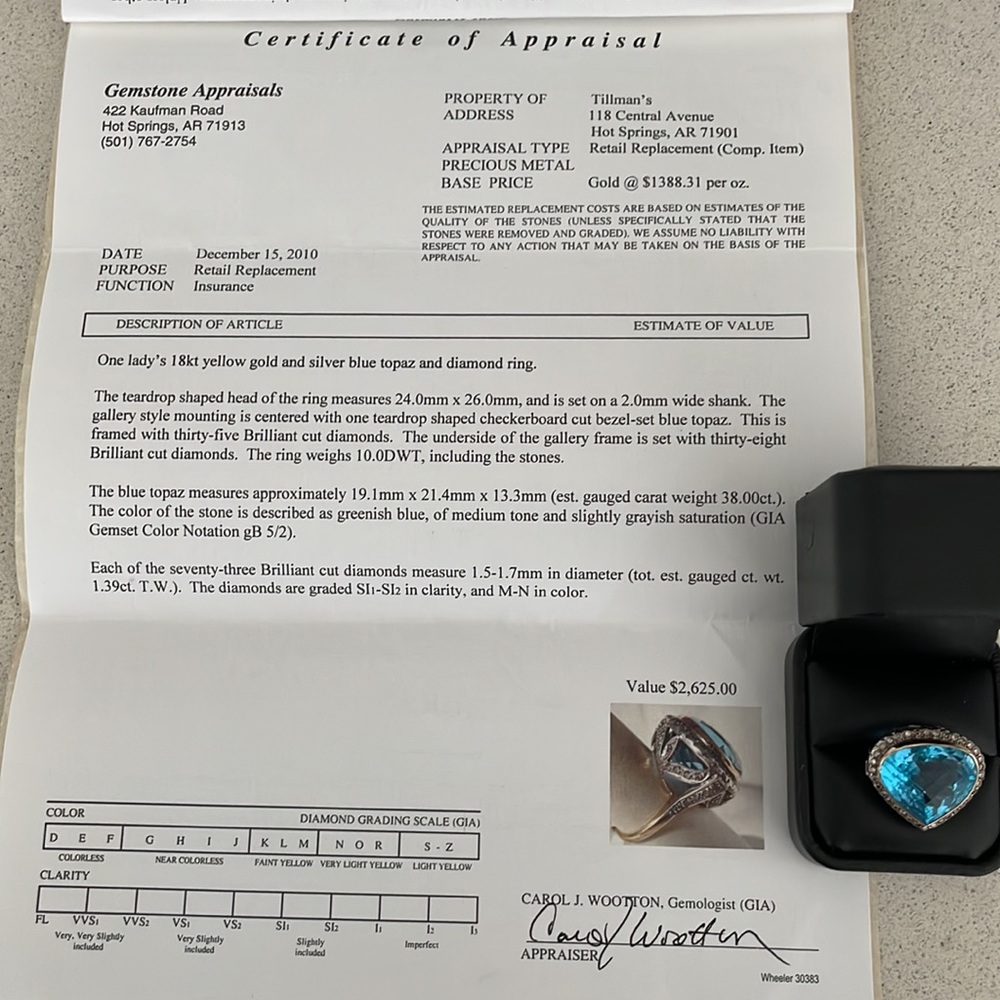 Certificate of Appraisal
Gemstone Appraisals
422 Kaufman Road
Hot Springs, AR 71913
(501) 767-2754
PROPERTY OF Tillman's
ADDRESS 118 Central Avenue
Hot Springs, AR 71901
APPRAISAL TYPE Retail Replacement (Comp. Item)
PRECIOUS METAL
BASE PRICE Gold @ $1388.31 per oz.
THE ESTIMATED REPLACEMENT COSTS ARE BASED ON ESTIMATES OF THE
QUALITY OF THE STONES (UNLESS SPECIFICALLY STATED THAT THE
STONES WERE REMOVED AND GRADED). WE ASSUME NO LIABILITY WITH
RESPECT TO ANY ACTION THAT MAY BE TAKEN ON THE BASIS OF THE
APPRAISAL.
DATE December 15, 2010
PURPOSE Retail Replacement
FUNCTION Insurance
DESCRIPTION OF ARTICLE ESTIMATE OF VALUE
One lady's 18kt yellow gold and silver blue topaz and diamond ring.
The teardrop shaped head of the ring measures 24.0mm x 26.0mm, and is set on a 2.0mm wide shank. The
gallery style mounting is centered with one teardrop shaped checkerboard cut bezel-set blue topaz. This is
framed with thirty-five Brilliant cut diamonds. The underside of the gallery frame is set with thirty-eight
Brilliant cut diamonds. The ring weighs 10.0DWT, including the stones.
The blue topaz measures approximately 19.1mm x 21.4mm x 13.3mm (est. gauged carat weight 38.00ct.).
The color of the stone is described as greenish blue, of medium tone and slightly grayish saturation (GIA
Gemset Color Notation gB 5/2).
Each of the seventy-three Brilliant cut diamonds measure 1.5-1.7mm in diameter (tot. est. gauged ct. wt.
1.39ct. T.W.). The diamonds are graded SI1-SI2 in clarity, and M-N in color.
Value $2,625.00
COLOR DIAMOND GRADING SCALE (GIA)
D E F G H I J K L M N O R S - Z
COLORLESS NEAR COLORLESS FAINT YELLOW VERY LIGHT YELLOW LIGHT YELLOW
CLARITY
FL VVS1 VVS2 VS1 VS2 SI1 SI2 I1 I2 I3
Very, Very Slightly included Very Slightly included Slightly included Imperfect
CAROL J. WOOTTON, Gemologist (GIA)
Carol J Wootton
APPRAISER
Wheeler 30383